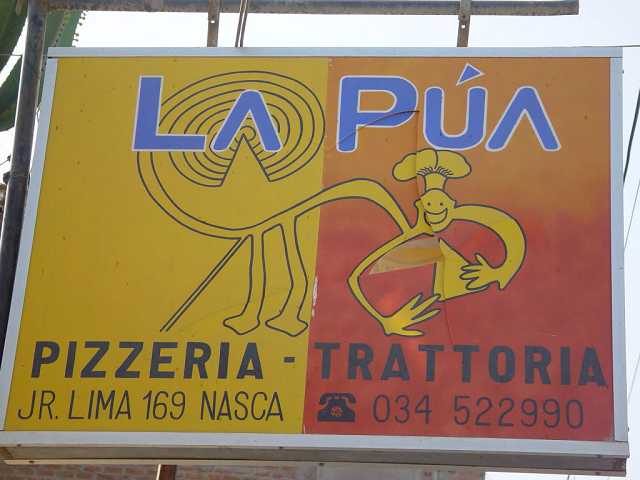 LA PÚA
PIZZERIA - TRATTORIA
JR. LIMA 169 NASCA ☎ 034 522990